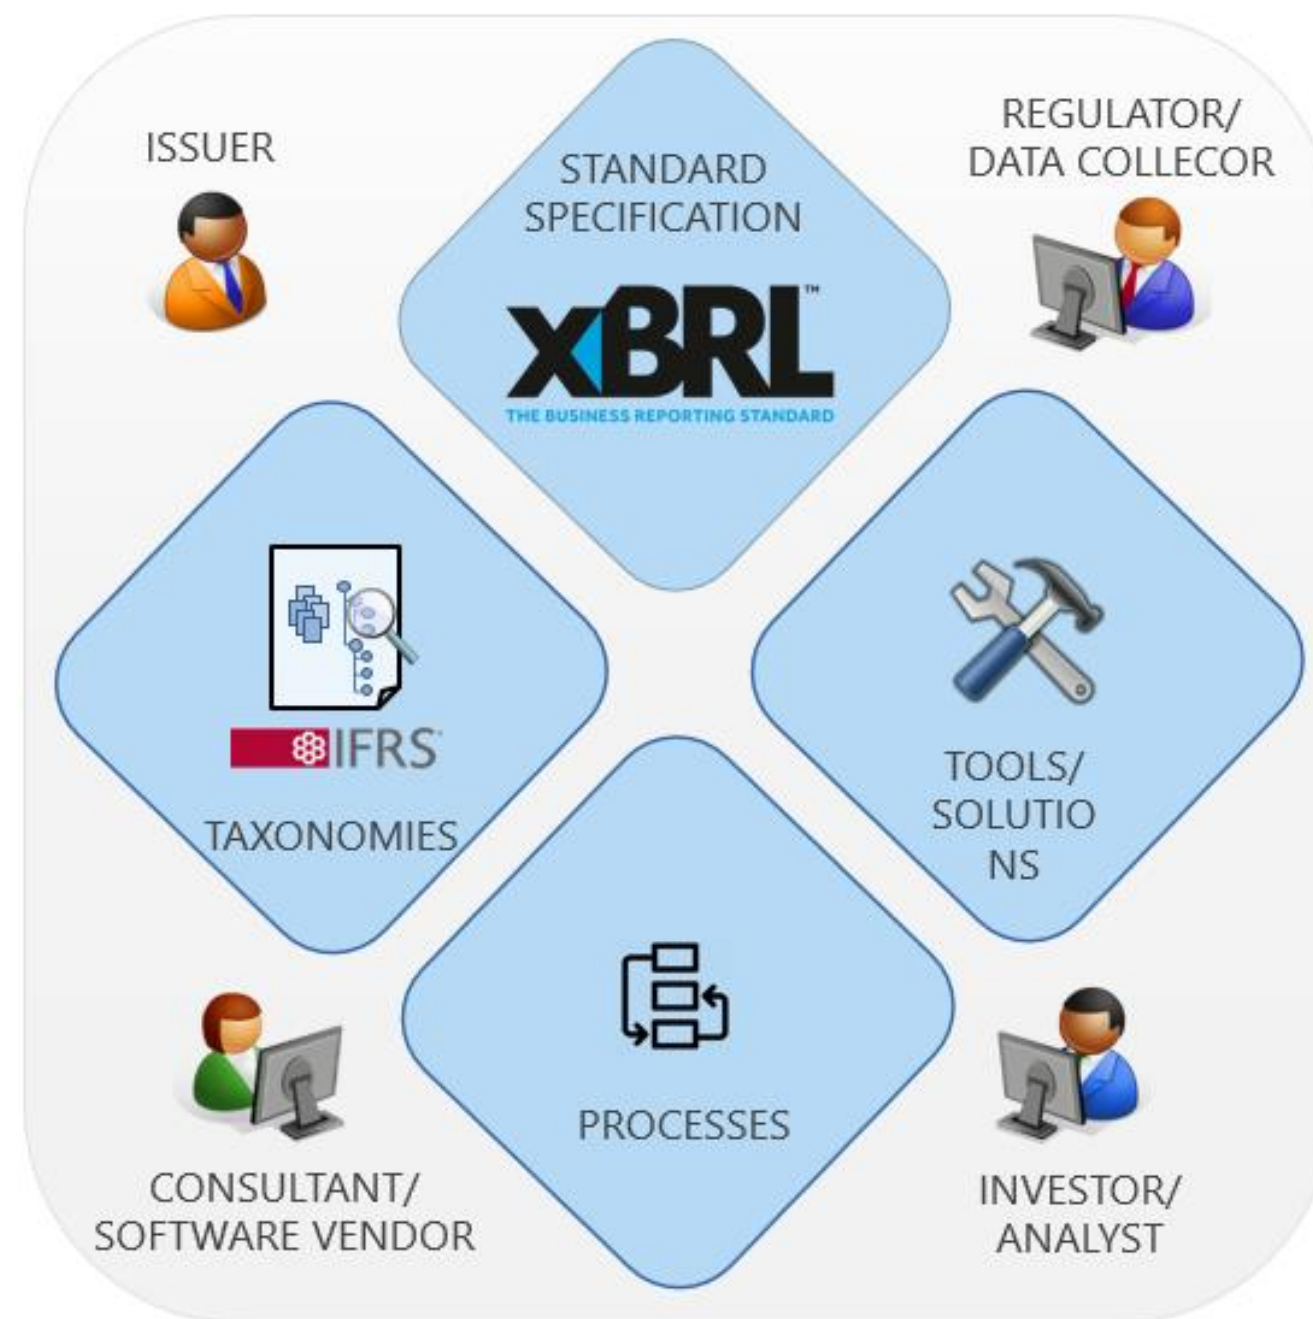 ISSUER
REGULATOR/
DATA COLLECOR
STANDARD
SPECIFICATION
xBRL™
THE BUSINESS REPORTING STANDARD
IFRS
TAXONOMIES
TOOLS/
SOLUTIO
NS
PROCESSES
CONSULTANT/
SOFTWARE VENDOR
INVESTOR/
ANALYST